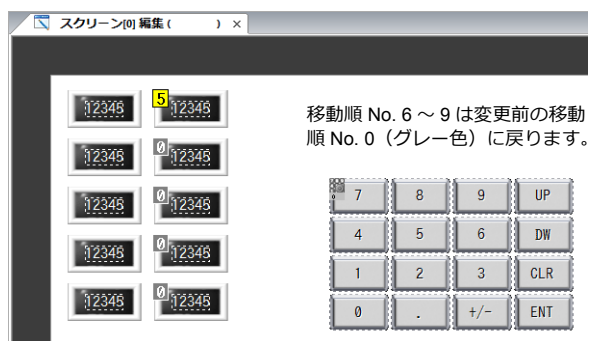 スクリーン[0] 編集 ( ) ×
12345 5 12345
12345 0 12345
12345 0 12345
12345 0 12345
12345 0 12345
移動順 No. 6 ～ 9 は変更前の移動
順 No. 0（グレー色）に戻ります。
7 8 9 UP
4 5 6 DW
1 2 3 CLR
0 . +/- ENT